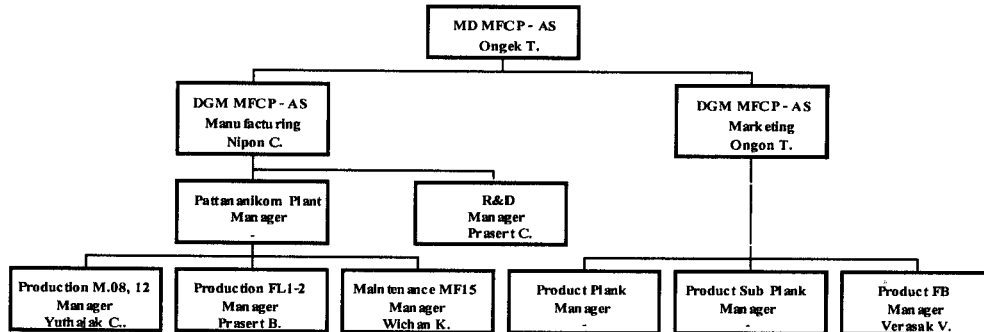 MD MFCP - AS
Ongek T.
DGM MFCP - AS
Manufacturing
Nipon C.
DGM MFCP - AS
Marketing
Ongon T.
Pattananikom Plant
Manager
-
R&D
Manager
Prasert C.
Production M.08, 12
Manager
Yuthajak C..
Production FL1-2
Manager
Prasert B.
Maintenance MF15
Manager
Wichan K.
Product Plank
Manager
-
Product Sub Plank
Manager
-
Product FB
Manager
Verasak V.